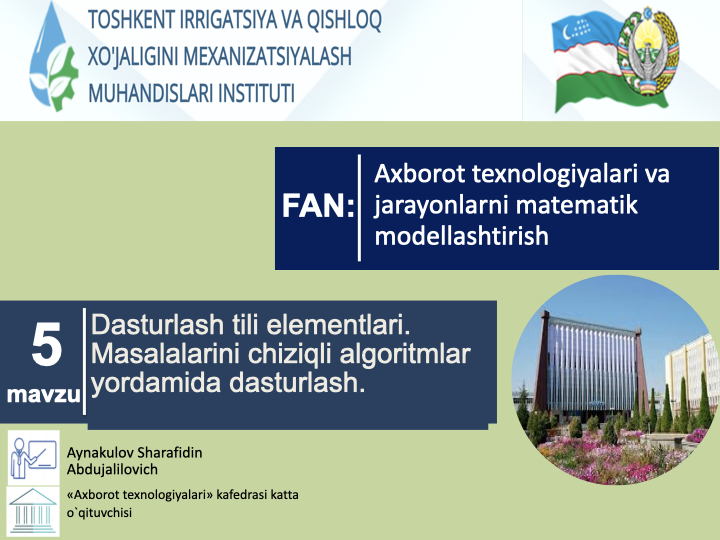 TOSHKENT IRRIGATSIYA VA QISHLOQ
XO'JALIGINI MEXANIZATSIYALASH
MUHANDISLARI INSTITUTI
FAN:
Axborot texnologiyalari va
jarayonlarni matematik
modellashtirish
5
mavzu
Dasturlash tili elementlari.
Masalalarini chiziqli algoritmlar
yordamida dasturlash.
Aynakulov Sharafidin
Abdujalilovich
«Axborot texnologiyalari» kafedrasi katta
o`qituvchisi